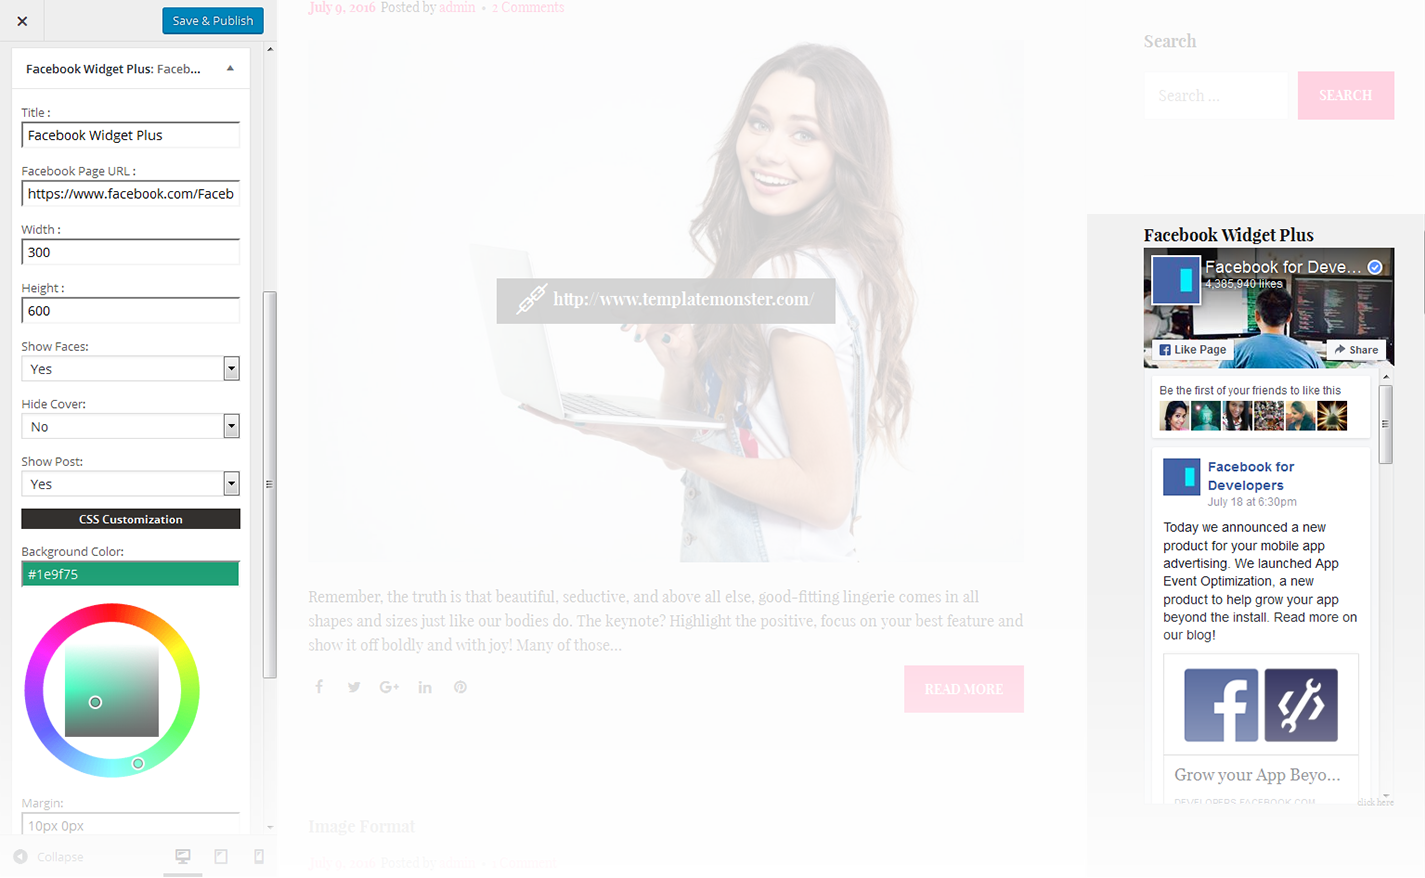 Save & Publish
Facebook Widget Plus: Faceb...
Title :
Facebook Widget Plus
Facebook Page URL :
https://www.facebook.com/Faceb
Width :
300
Height :
600
Show Faces:
Yes
Hide Cover:
No
Show Post:
Yes
CSS Customization
Background Color:
#1e9f75
Margin:
10px 0px
Collapse
July 9, 2016 Posted by admin • 2 Comments
http://www.templatemonster.com/
Remember, the truth is that beautiful, seductive, and above all else, good-fitting lingerie comes in all
shapes and sizes just like our bodies do. The keynote? Highlight the positive, focus on your best feature and
show it off boldly and with joy! Many of those...
READ MORE
Image Format
July 9, 2016 Posted by admin
Search
Search ...
SEARCH
Facebook Widget Plus
Facebook for Deve...
4,385,940 likes
Like Page
Share
Be the first of your friends to like this
Facebook for
Developers
July 18 at 6:30pm
Today we announced a new
product for your mobile app
advertising. We launched App
Event Optimization, a new
product to help grow your app
beyond the install. Read more on
our blog!
Grow your App Beyo...
DEVELOPERS.FACEBOOK.COM
click here